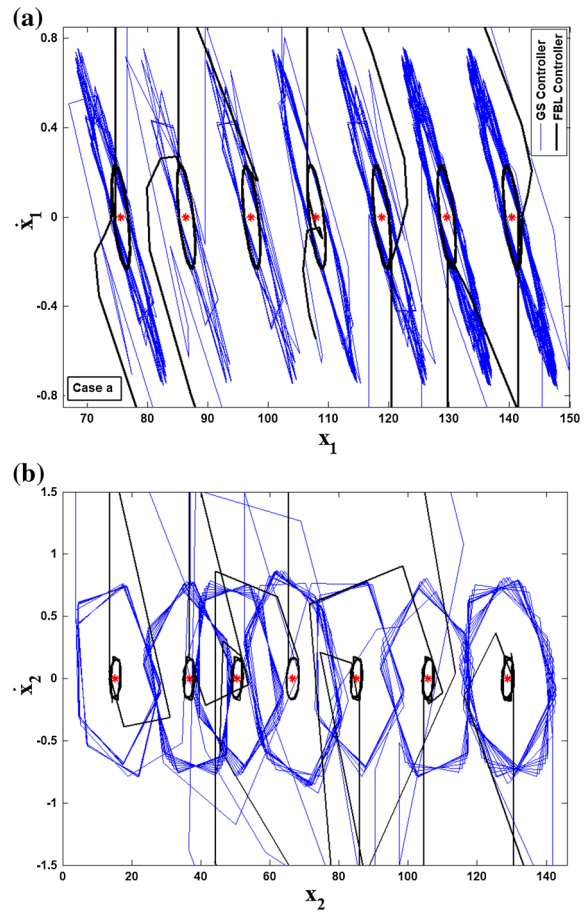 (a)
0.8
0.4
0
-0.4
-0.8
ẋ1
GS Controller
FBL Controller
Case a
70 80 90 100 110 120 130 140 150
x1
(b)
1.5
1
0.5
0
-0.5
-1
-1.5
ẋ2
0 20 40 60 80 100 120 140
x2